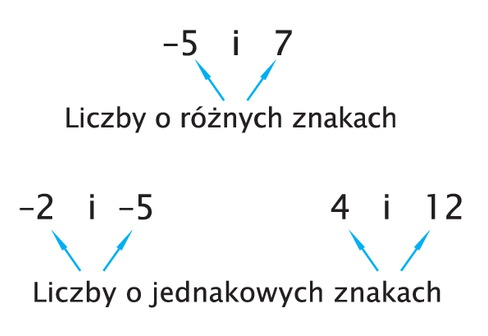 –5 i 7
Liczby o różnych znakach
–2 i –5 4 i 12
Liczby o jednakowych znakach